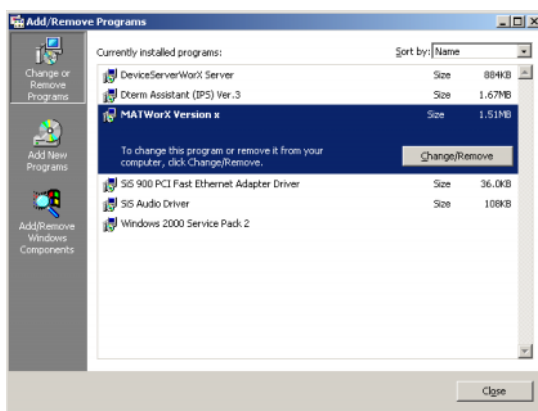 Add/Remove Programs
Change or
Remove
Programs
Add New
Programs
Add/Remove
Windows
Components
Currently installed programs:
Sort by: Name
DeviceServerWorX Server Size 884KB
Dterm Assistant (IPS) Ver.3 Size 1.67MB
MATWorX Version x Size 1.51MB
To change this program or remove it from your
computer, click Change/Remove.
Change/Remove
SiS 900 PCI Fast Ethernet Adapter Driver Size 36.0KB
SiS Audio Driver Size 108KB
Windows 2000 Service Pack 2
Close